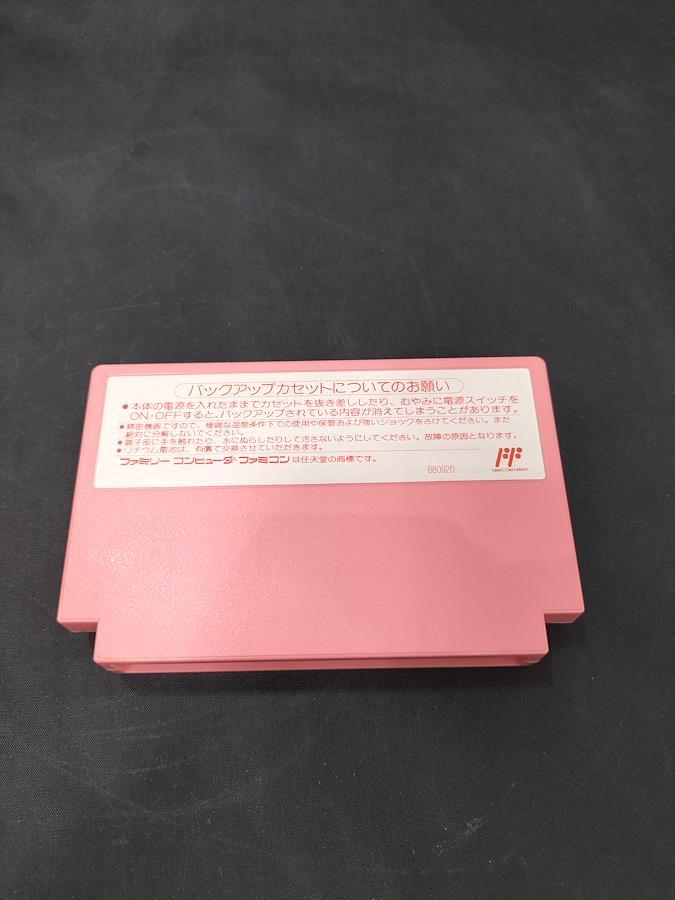 バックアップカセットについてのお願い
●本体の電源を入れたままでカセットを抜き差ししたり、むやみに電源スイッチを
ON・OFFすると、バックアップされている内容が消えてしまうことがあります。
●精密機器ですので、極端な温度条件下での使用や保管および強いショックをさけてください。また
絶対に分解しないでください。
●端子部に手を触れたり、水にぬらしたりして汚さないようにしてください。故障の原因となります。
●リチウム電池は、有償で交換させていただきます。
ファミリー コンピュータ・ファミコンは任天堂の商標です。
880920
FAMICOM FAMILY